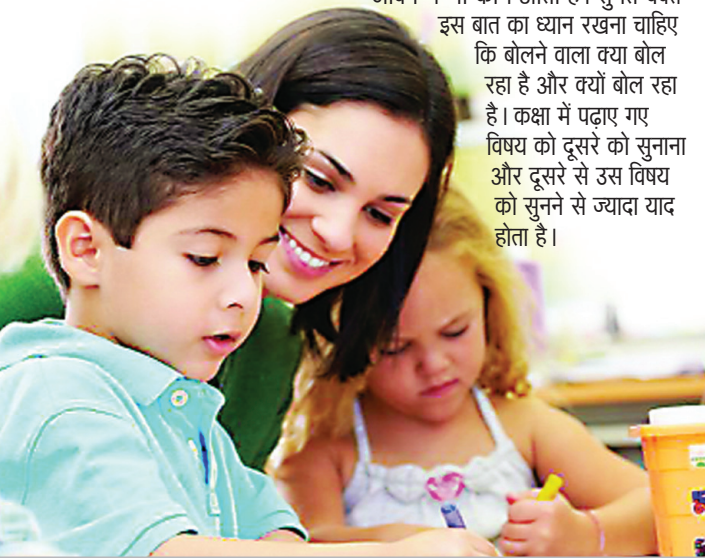 इस बात का ध्यान रखना चाहिए
कि बोलने वाला क्या बोल
रहा है और क्यों बोल रहा
है। कक्षा में पढ़ाए गए
विषय को दूसरे को सुनाना
और दूसरे से उस विषय
को सुनने से ज्यादा याद
होता है।